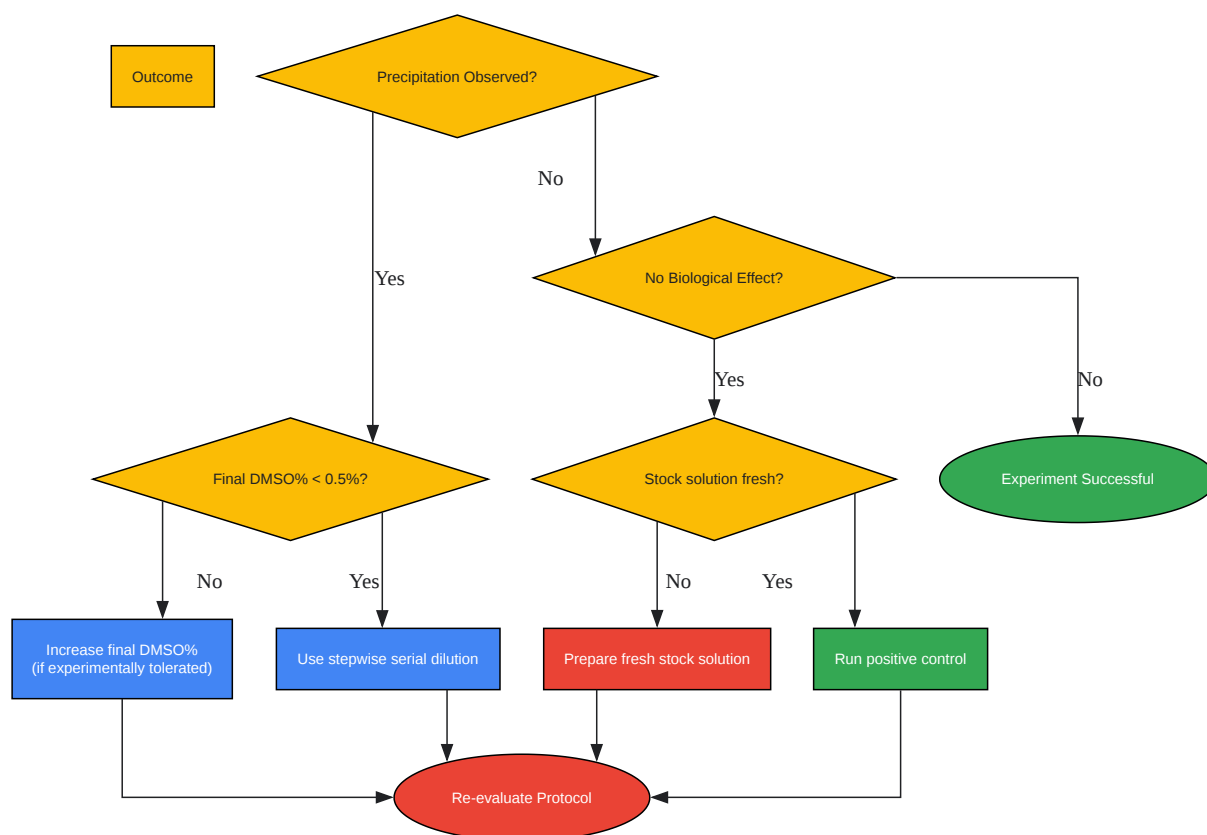 Outcome
Precipitation Observed?
No
Yes
No Biological Effect?
Yes
No
Final DMSO% < 0.5%?
Stock solution fresh?
Experiment Successful
No
Yes
No
Yes
Increase final DMSO%
(if experimentally tolerated)
Use stepwise serial dilution
Prepare fresh stock solution
Run positive control
Re-evaluate Protocol